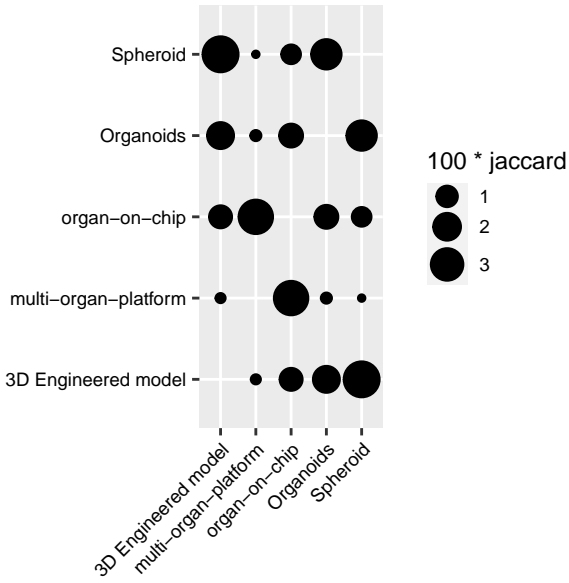 Spheroid
Organoids
organ−on−chip
multi−organ−platform
3D Engineered model
3D Engineered model
multi−organ−platform
organ−on−chip
Organoids
Spheroid
100 * jaccard
1
2
3